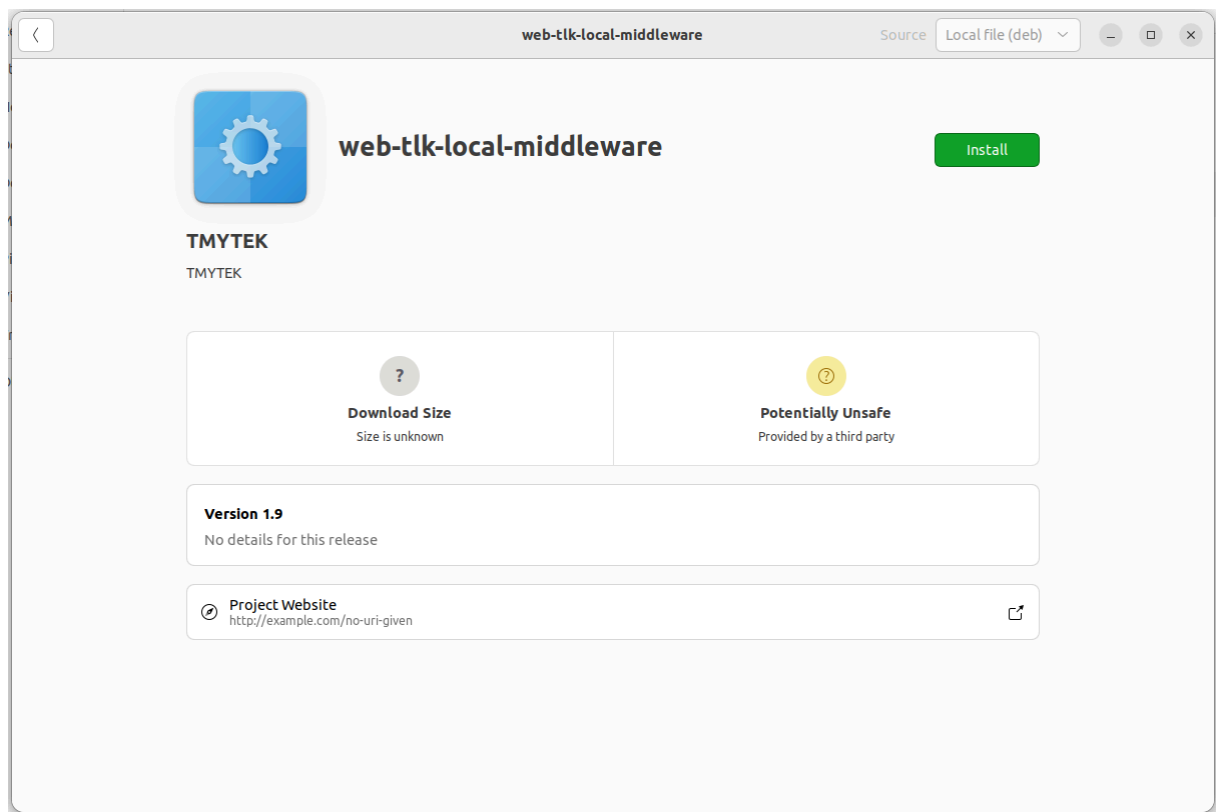 web-tlk-local-middleware
Source
Local file (deb)
web-tlk-local-middleware
Install
TMYTEK
TMYTEK
?
Download Size
Size is unknown
?
Potentially Unsafe
Provided by a third party
Version 1.9
No details for this release
Project Website
http://example.com/no-uri-given